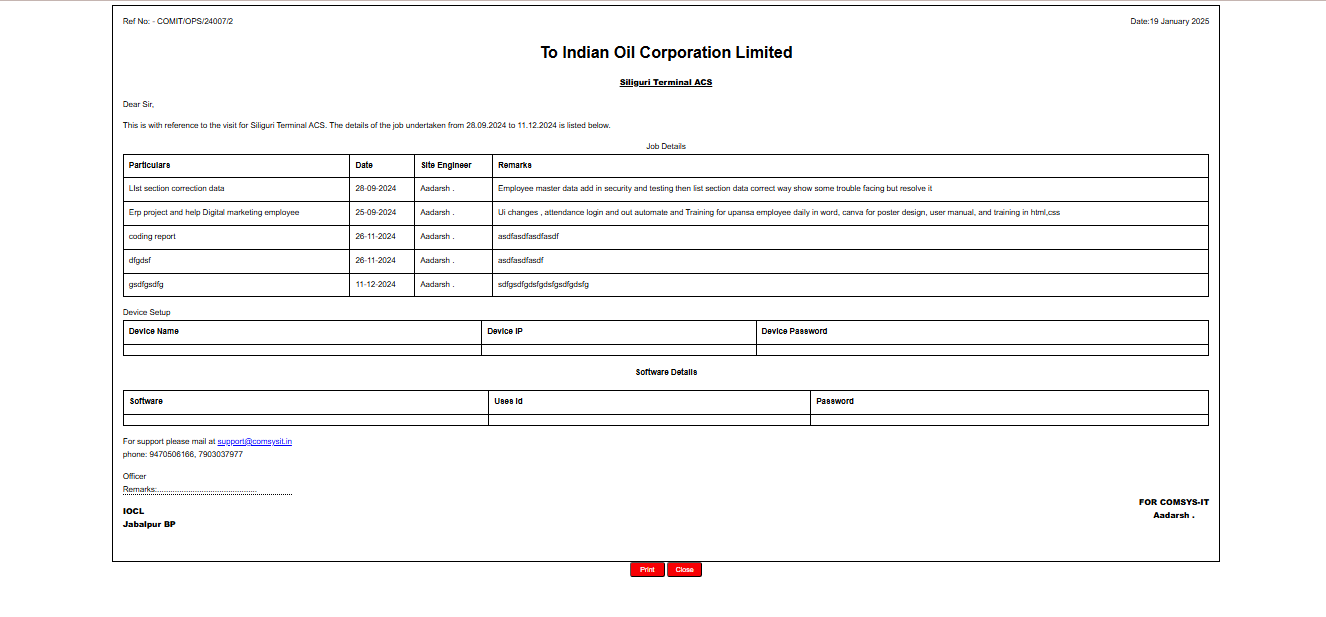 Ref No: - COMIT/OPS/24007/2 Date:19 January 2025
To Indian Oil Corporation Limited
Siliguri Terminal ACS
Dear Sir,
This is with reference to the visit for Siliguri Terminal ACS. The details of the job undertaken from 28.09.2024 to 11.12.2024 is listed below.
Job Details
Particulars Date Site Engineer Remarks
LIst section correction data 28-09-2024 Aadarsh . Employee master data add in security and testing then list section data correct way show some trouble facing but resolve it
Erp project and help Digital marketing employee 25-09-2024 Aadarsh . Ui changes , attendance login and out automate and Training for upansa employee daily in word, canva for poster design, user manual, and training in html,css
coding report 26-11-2024 Aadarsh . asdfasdfasdfasdf
dfgdsf 26-11-2024 Aadarsh . asdfasdfasdf
gsdfgsdfg 11-12-2024 Aadarsh . sdfgsdfgdsfgdsfgsdfgdsfg
Device Setup
Device Name Device IP Device Password
Software Details
Software Uses Id Password
For support please mail at support@comsysit.in
phone: 9470506166, 7903037977
Officer
Remarks:................................................
FOR COMSYS-IT
IOCL
Aadarsh .
Jabalpur BP
Print Close